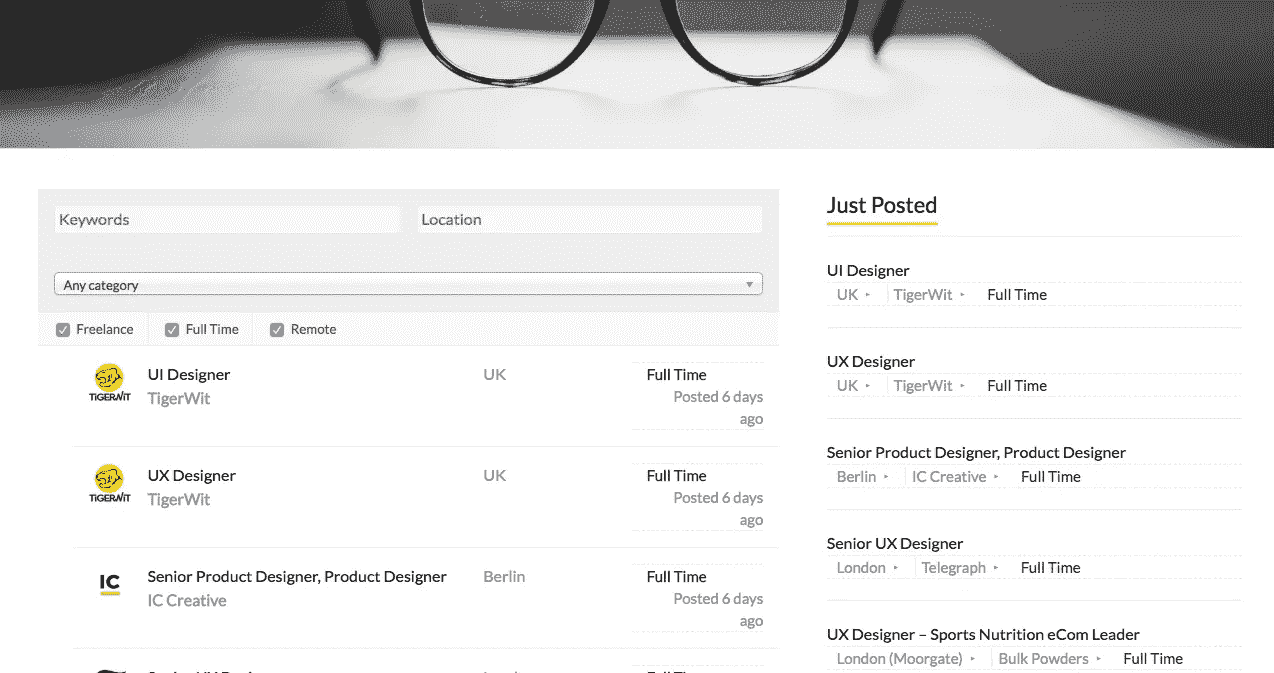 Keywords
Location
Any category
Freelance
Full Time
Remote
TiGERWiT
UI Designer
TigerWit
UK
Full Time
Posted 6 days
ago
TiGERWiT
UX Designer
TigerWit
UK
Full Time
Posted 6 days
ago
IC
Senior Product Designer, Product Designer
IC Creative
Berlin
Full Time
Posted 6 days
ago
Just Posted
UI Designer
UK TigerWit Full Time
UX Designer
UK TigerWit Full Time
Senior Product Designer, Product Designer
Berlin IC Creative Full Time
Senior UX Designer
London Telegraph Full Time
UX Designer – Sports Nutrition eCom Leader
London (Moorgate) Bulk Powders Full Time